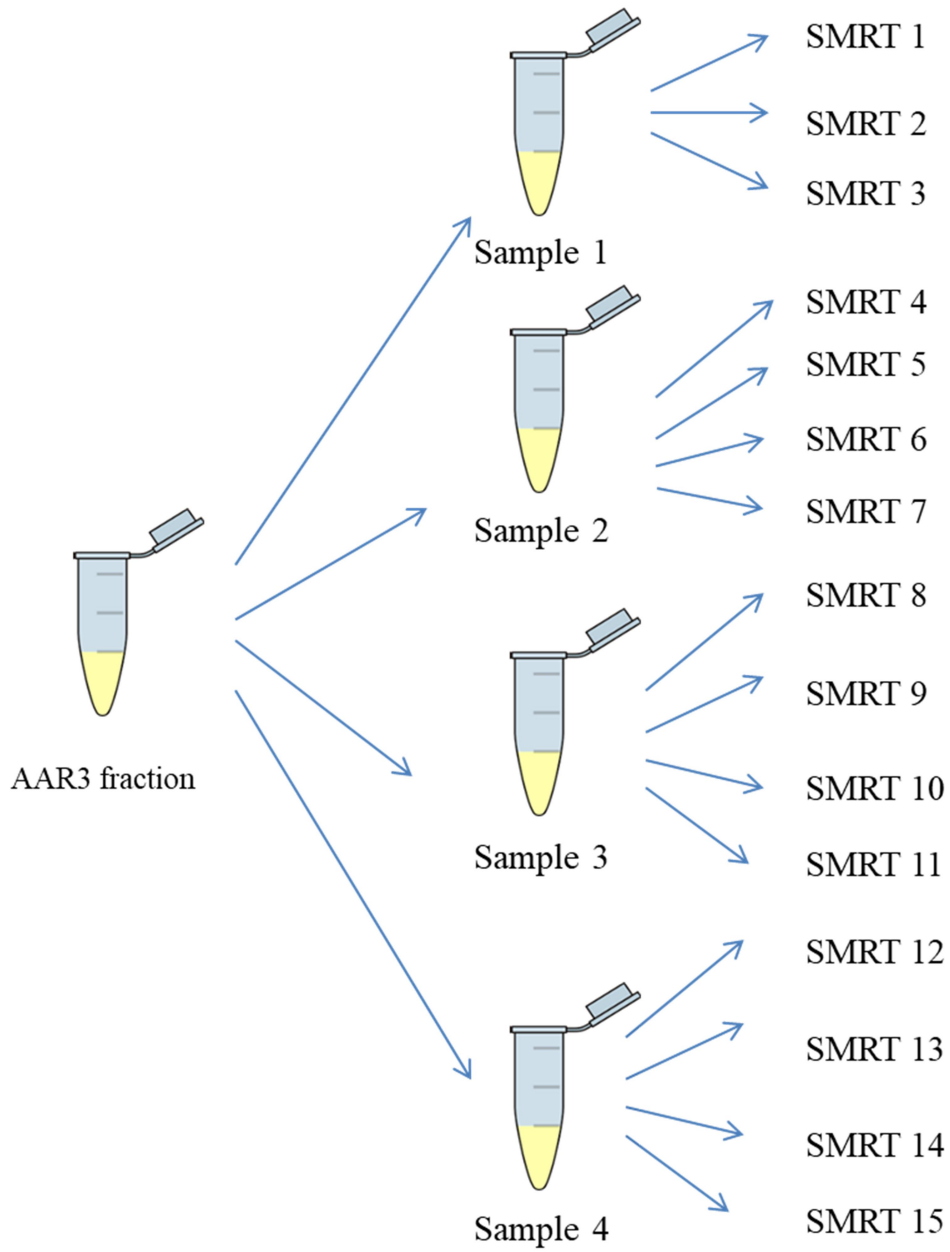 SMRT 1
SMRT 2
SMRT 3
Sample 1
SMRT 4
SMRT 5
SMRT 6
SMRT 7
Sample 2
AAR3 fraction
SMRT 8
SMRT 9
SMRT 10
SMRT 11
Sample 3
SMRT 12
SMRT 13
SMRT 14
SMRT 15
Sample 4